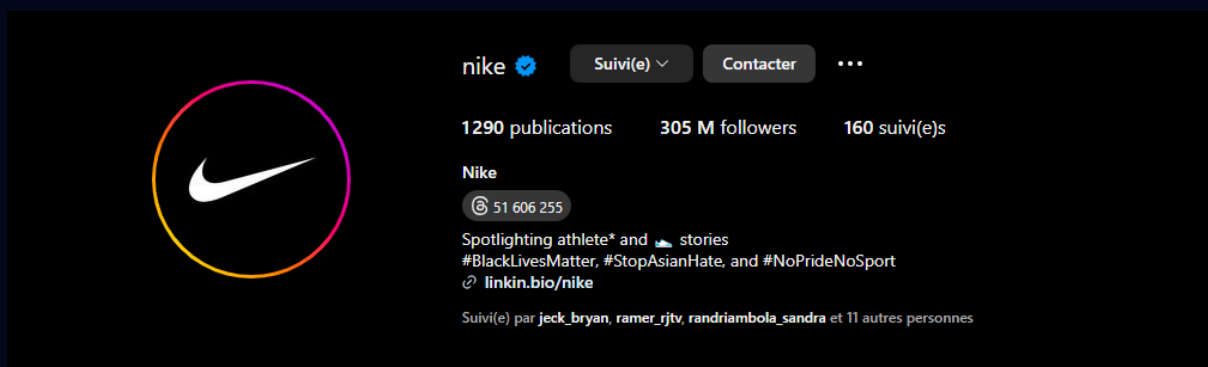 nike Suivi(e) Contacter
1290 publications 305 M followers 160 suivi(e)s
Nike
51 606 255
Spotlighting athlete* and 👟 stories
#BlackLivesMatter, #StopAsianHate, and #NoPrideNoSport
linkin.bio/nike
Suivi(e) par jeck_bryan, ramer_rjtv, randriambola_sandra et 11 autres personnes